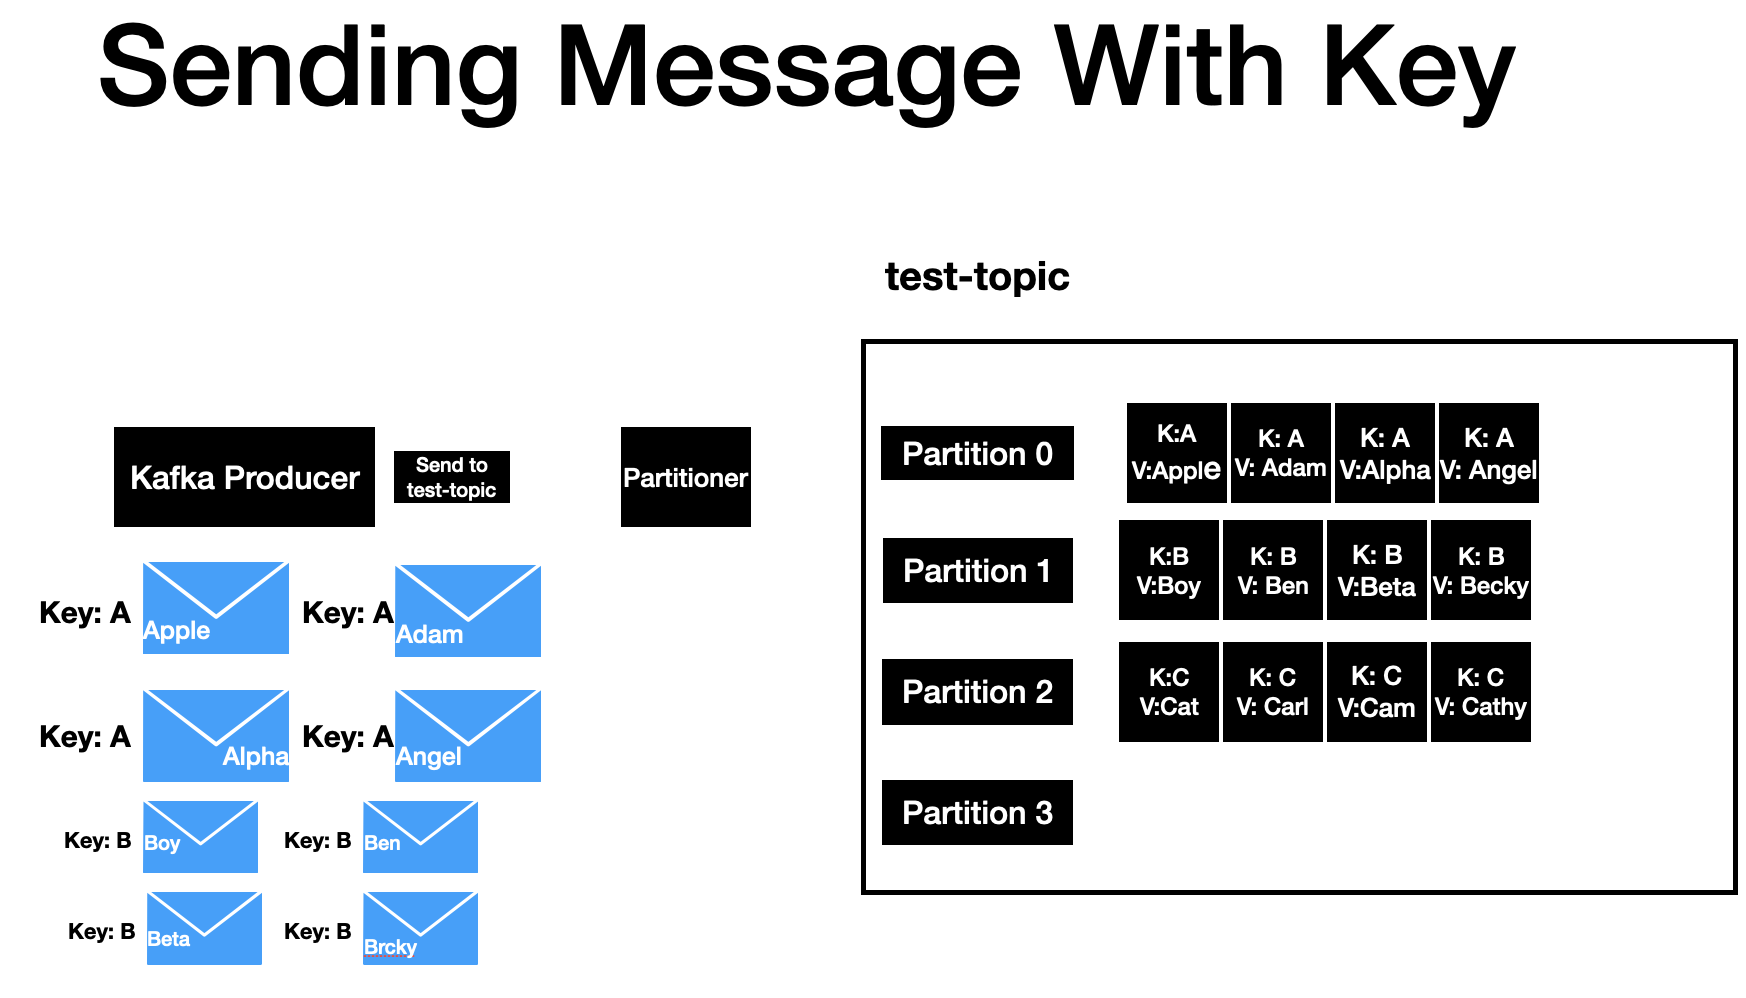 Sending Message With Key
test-topic
Kafka Producer
Send to
test-topic
Partitioner
Key: A
Apple
Key: A
Adam
Key: A
Alpha
Key: A
Angel
Key: B
Boy
Key: B
Ben
Key: B
Beta
Key: B
Brcky
Partition 0
K:A
V:Apple
K: A
V: Adam
K: A
V:Alpha
K: A
V: Angel
Partition 1
K:B
V:Boy
K: B
V: Ben
K: B
V:Beta
K: B
V: Becky
Partition 2
K:C
V:Cat
K: C
V: Carl
K: C
V:Cam
K: C
V: Cathy
Partition 3